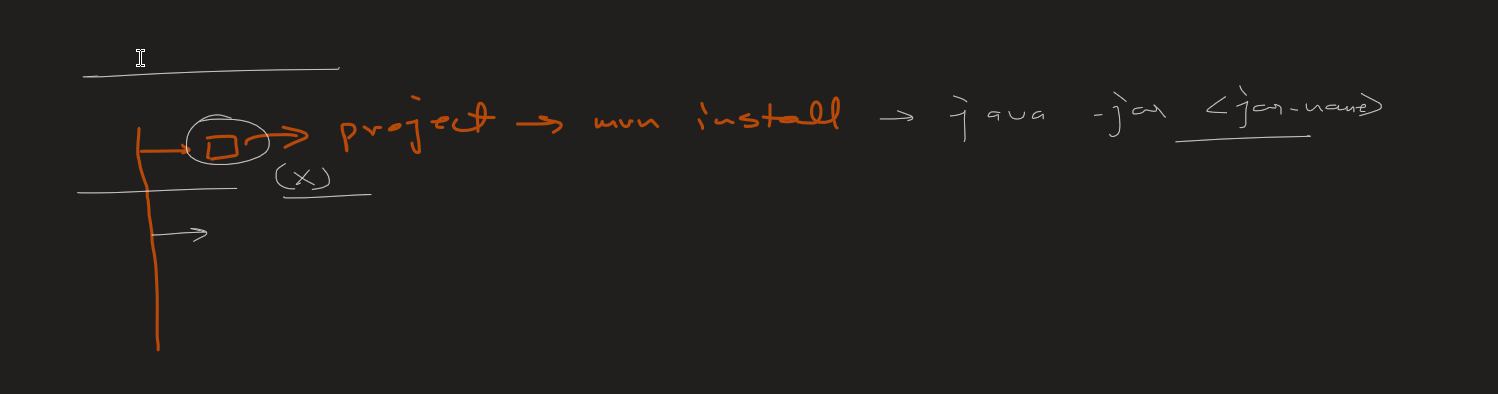 project → mvn install → java -jar <jar-name>
(x)